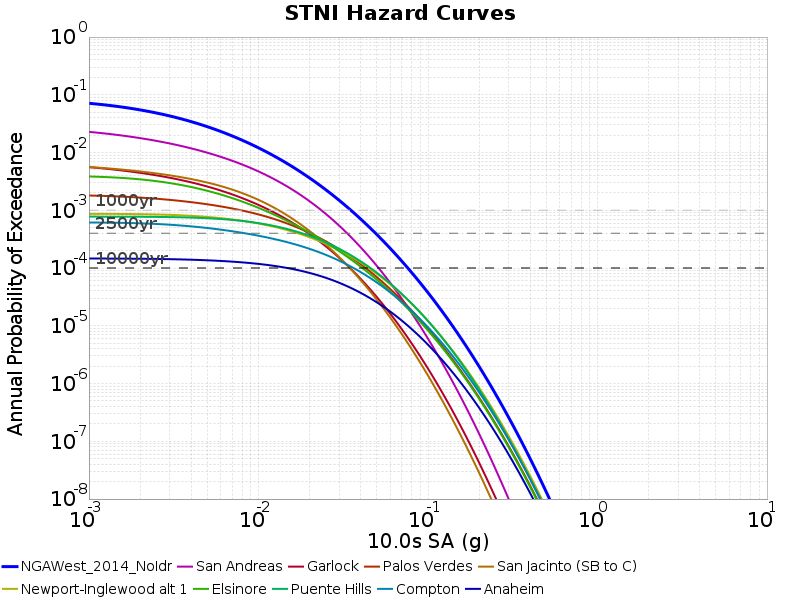 STNI Hazard Curves
Annual Probability of Exceedance
10^0
10^-1
10^-2
10^-3
10^-4
10^-5
10^-6
10^-7
10^-8
1000yr
2500yr
10000yr
10^-3
10^-2
10^-1
10^0
10^1
10.0s SA (g)
NGAWest_2014_NoIdr San Andreas Garlock Palos Verdes San Jacinto (SB to C)
Newport-Inglewood alt 1 Elsinore Puente Hills Compton Anaheim